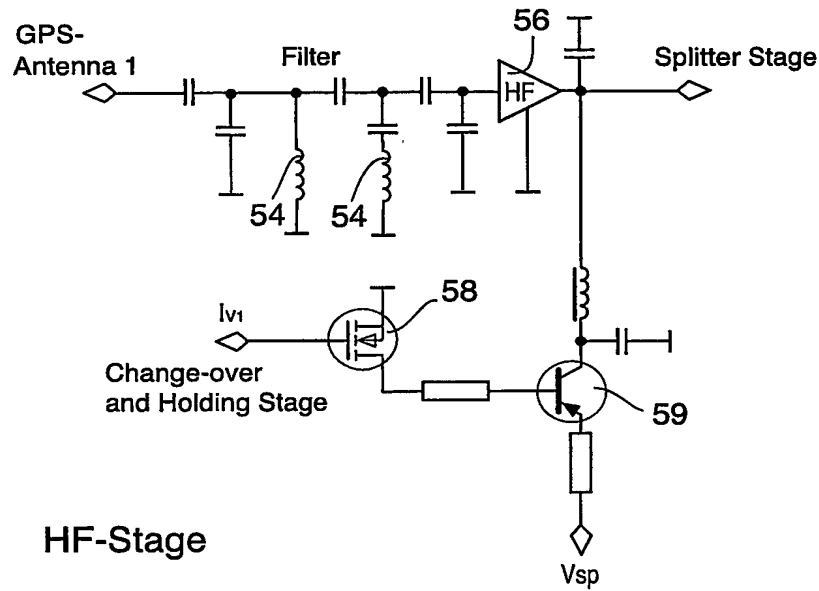 GPS-
Antenna 1
Filter
56
HF
Splitter Stage
54
54
58
Iv1
Change-over
and Holding Stage
59
HF-Stage
Vsp